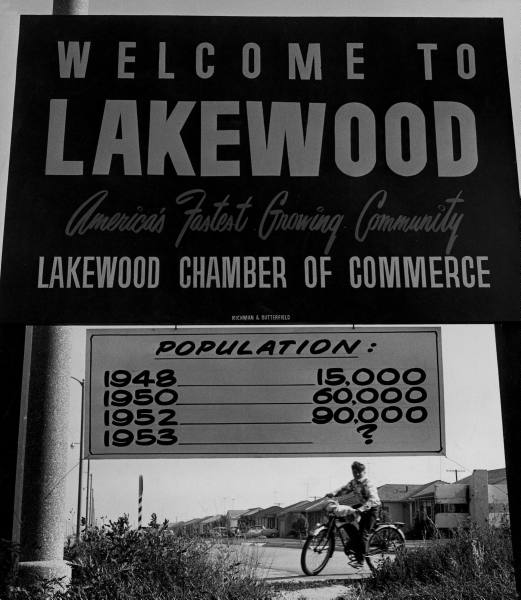 WELCOME TO
LAKEWOOD
America's Fastest Growing Community
LAKEWOOD CHAMBER OF COMMERCE
RICHMAN & BUTTERFIELD
POPULATION:
1948 15,000
1950 60,000
1952 90,000
1953 ?